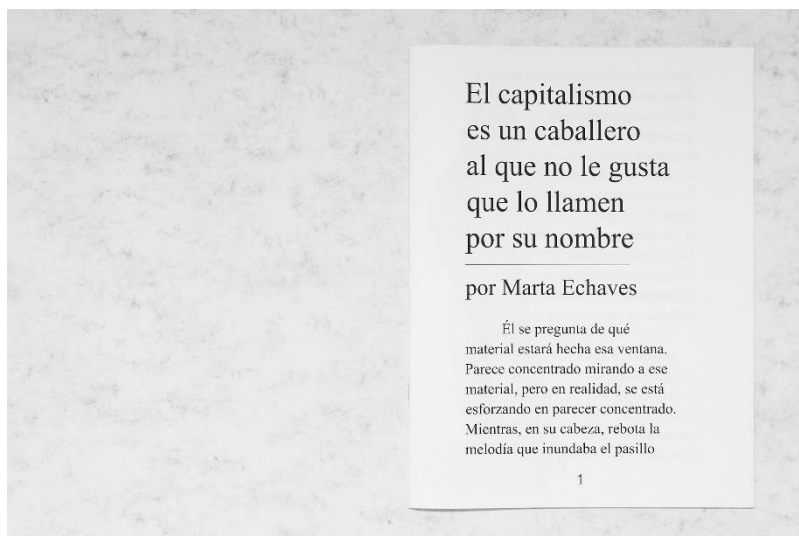 El capitalismo
es un caballero
al que no le gusta
que lo llamen
por su nombre
por Marta Echaves
Él se pregunta de qué
material estará hecha esa ventana.
Parece concentrado mirando a ese
material, pero en realidad, se está
esforzando en parecer concentrado.
Mientras, en su cabeza, rebota la
melodía que inundaba el pasillo
1